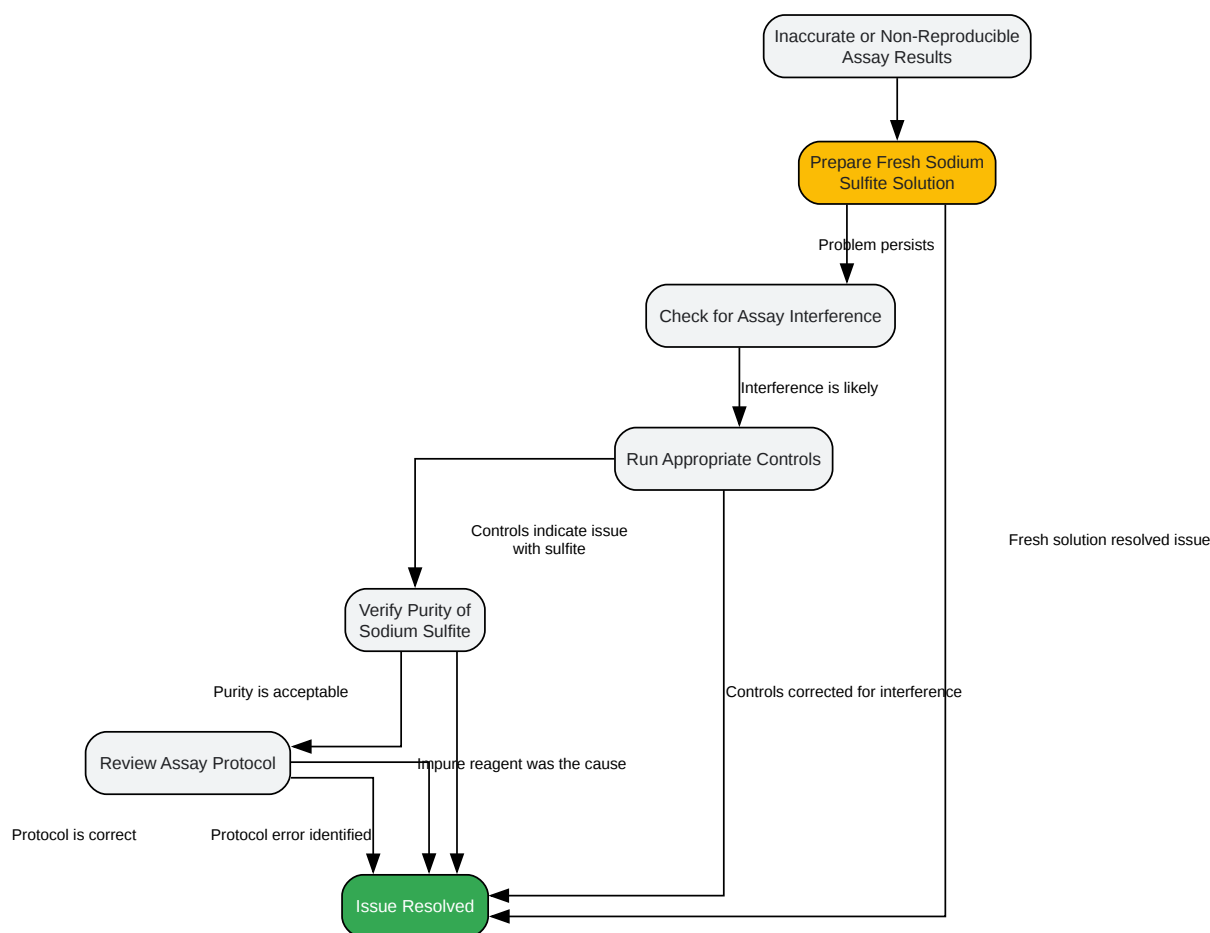 Inaccurate or Non-Reproducible
Assay Results
Prepare Fresh Sodium
Sulfite Solution
Problem persists
Check for Assay Interference
Interference is likely
Run Appropriate Controls
Controls indicate issue
with sulfite
Fresh solution resolved issue
Verify Purity of
Sodium Sulfite
Purity is acceptable
Controls corrected for interference
Review Assay Protocol
Impure reagent was the cause
Protocol is correct
Protocol error identified
Issue Resolved